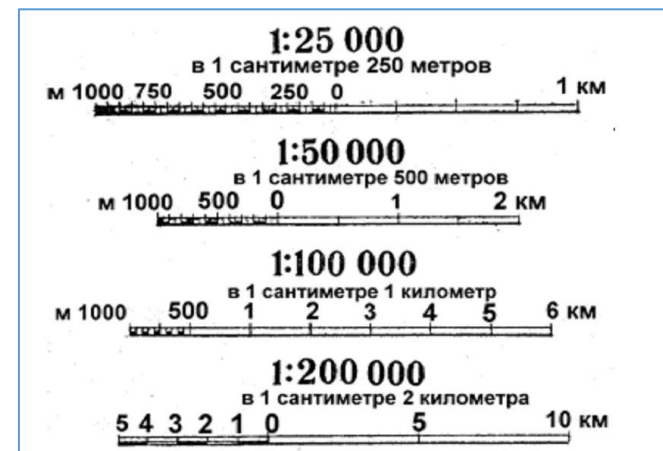 1:25 000
в 1 сантиметре 250 метров
м 1000 750 500 250 0 1 км
1:50 000
в 1 сантиметре 500 метров
м 1000 500 0 1 2 км
1:100 000
в 1 сантиметре 1 километр
м 1000 500 1 2 3 4 5 6 км
1:200 000
в 1 сантиметре 2 километра
5 4 3 2 1 0 5 10 км